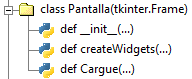 class Pantalla(tkinter.Frame)
def __init__(...)
def createWidgets(...)
def Cargue(...)